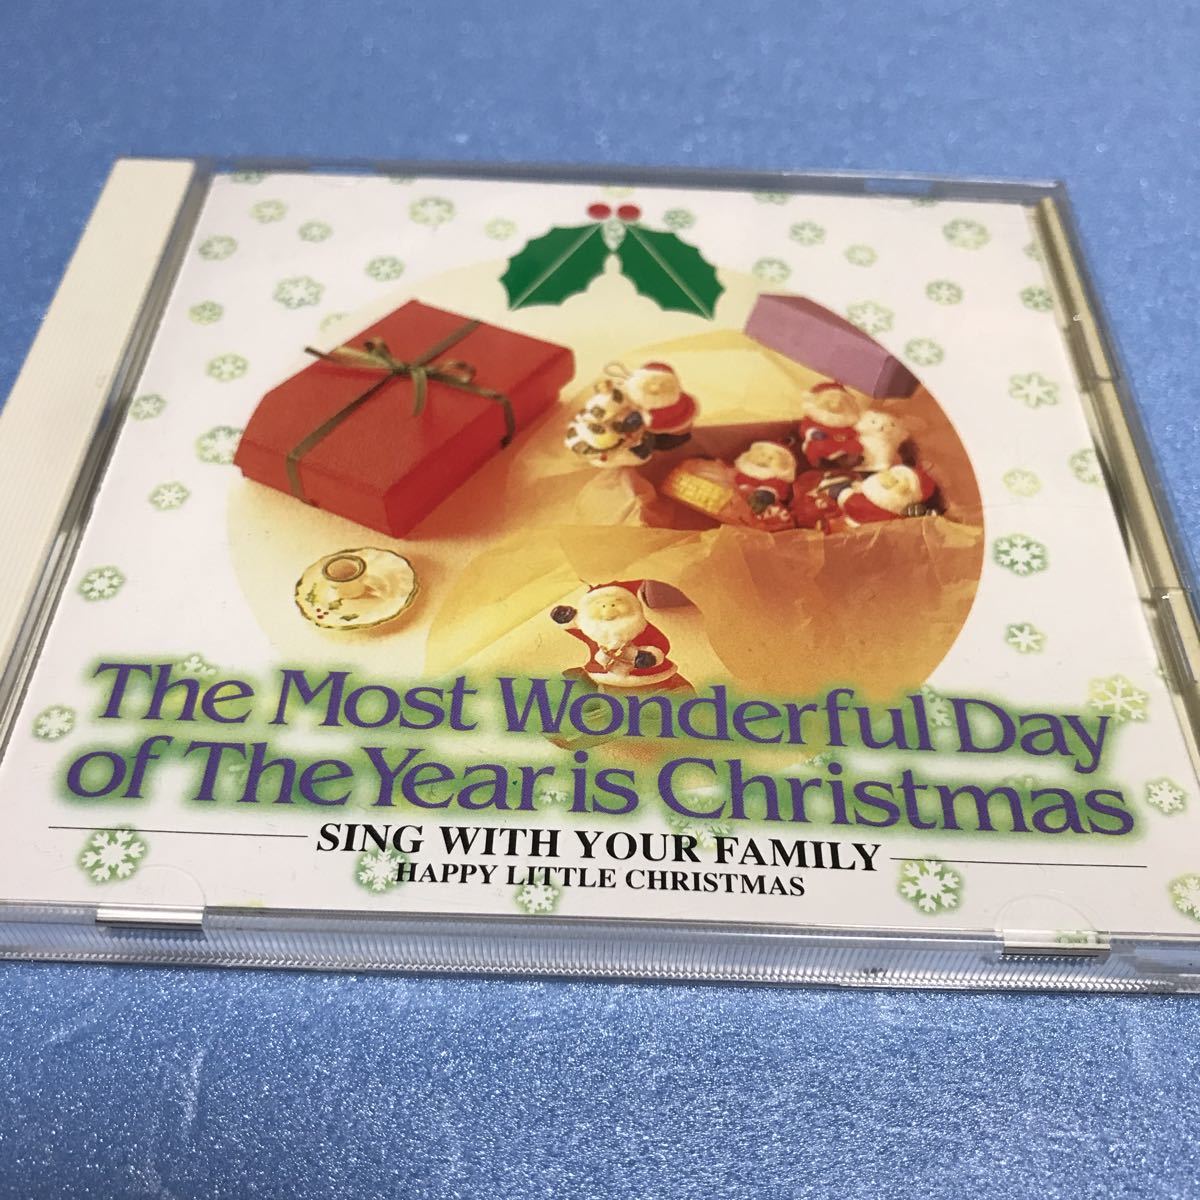 The Most Wonderful Day
of The Year is Christmas
SING WITH YOUR FAMILY
HAPPY LITTLE CHRISTMAS